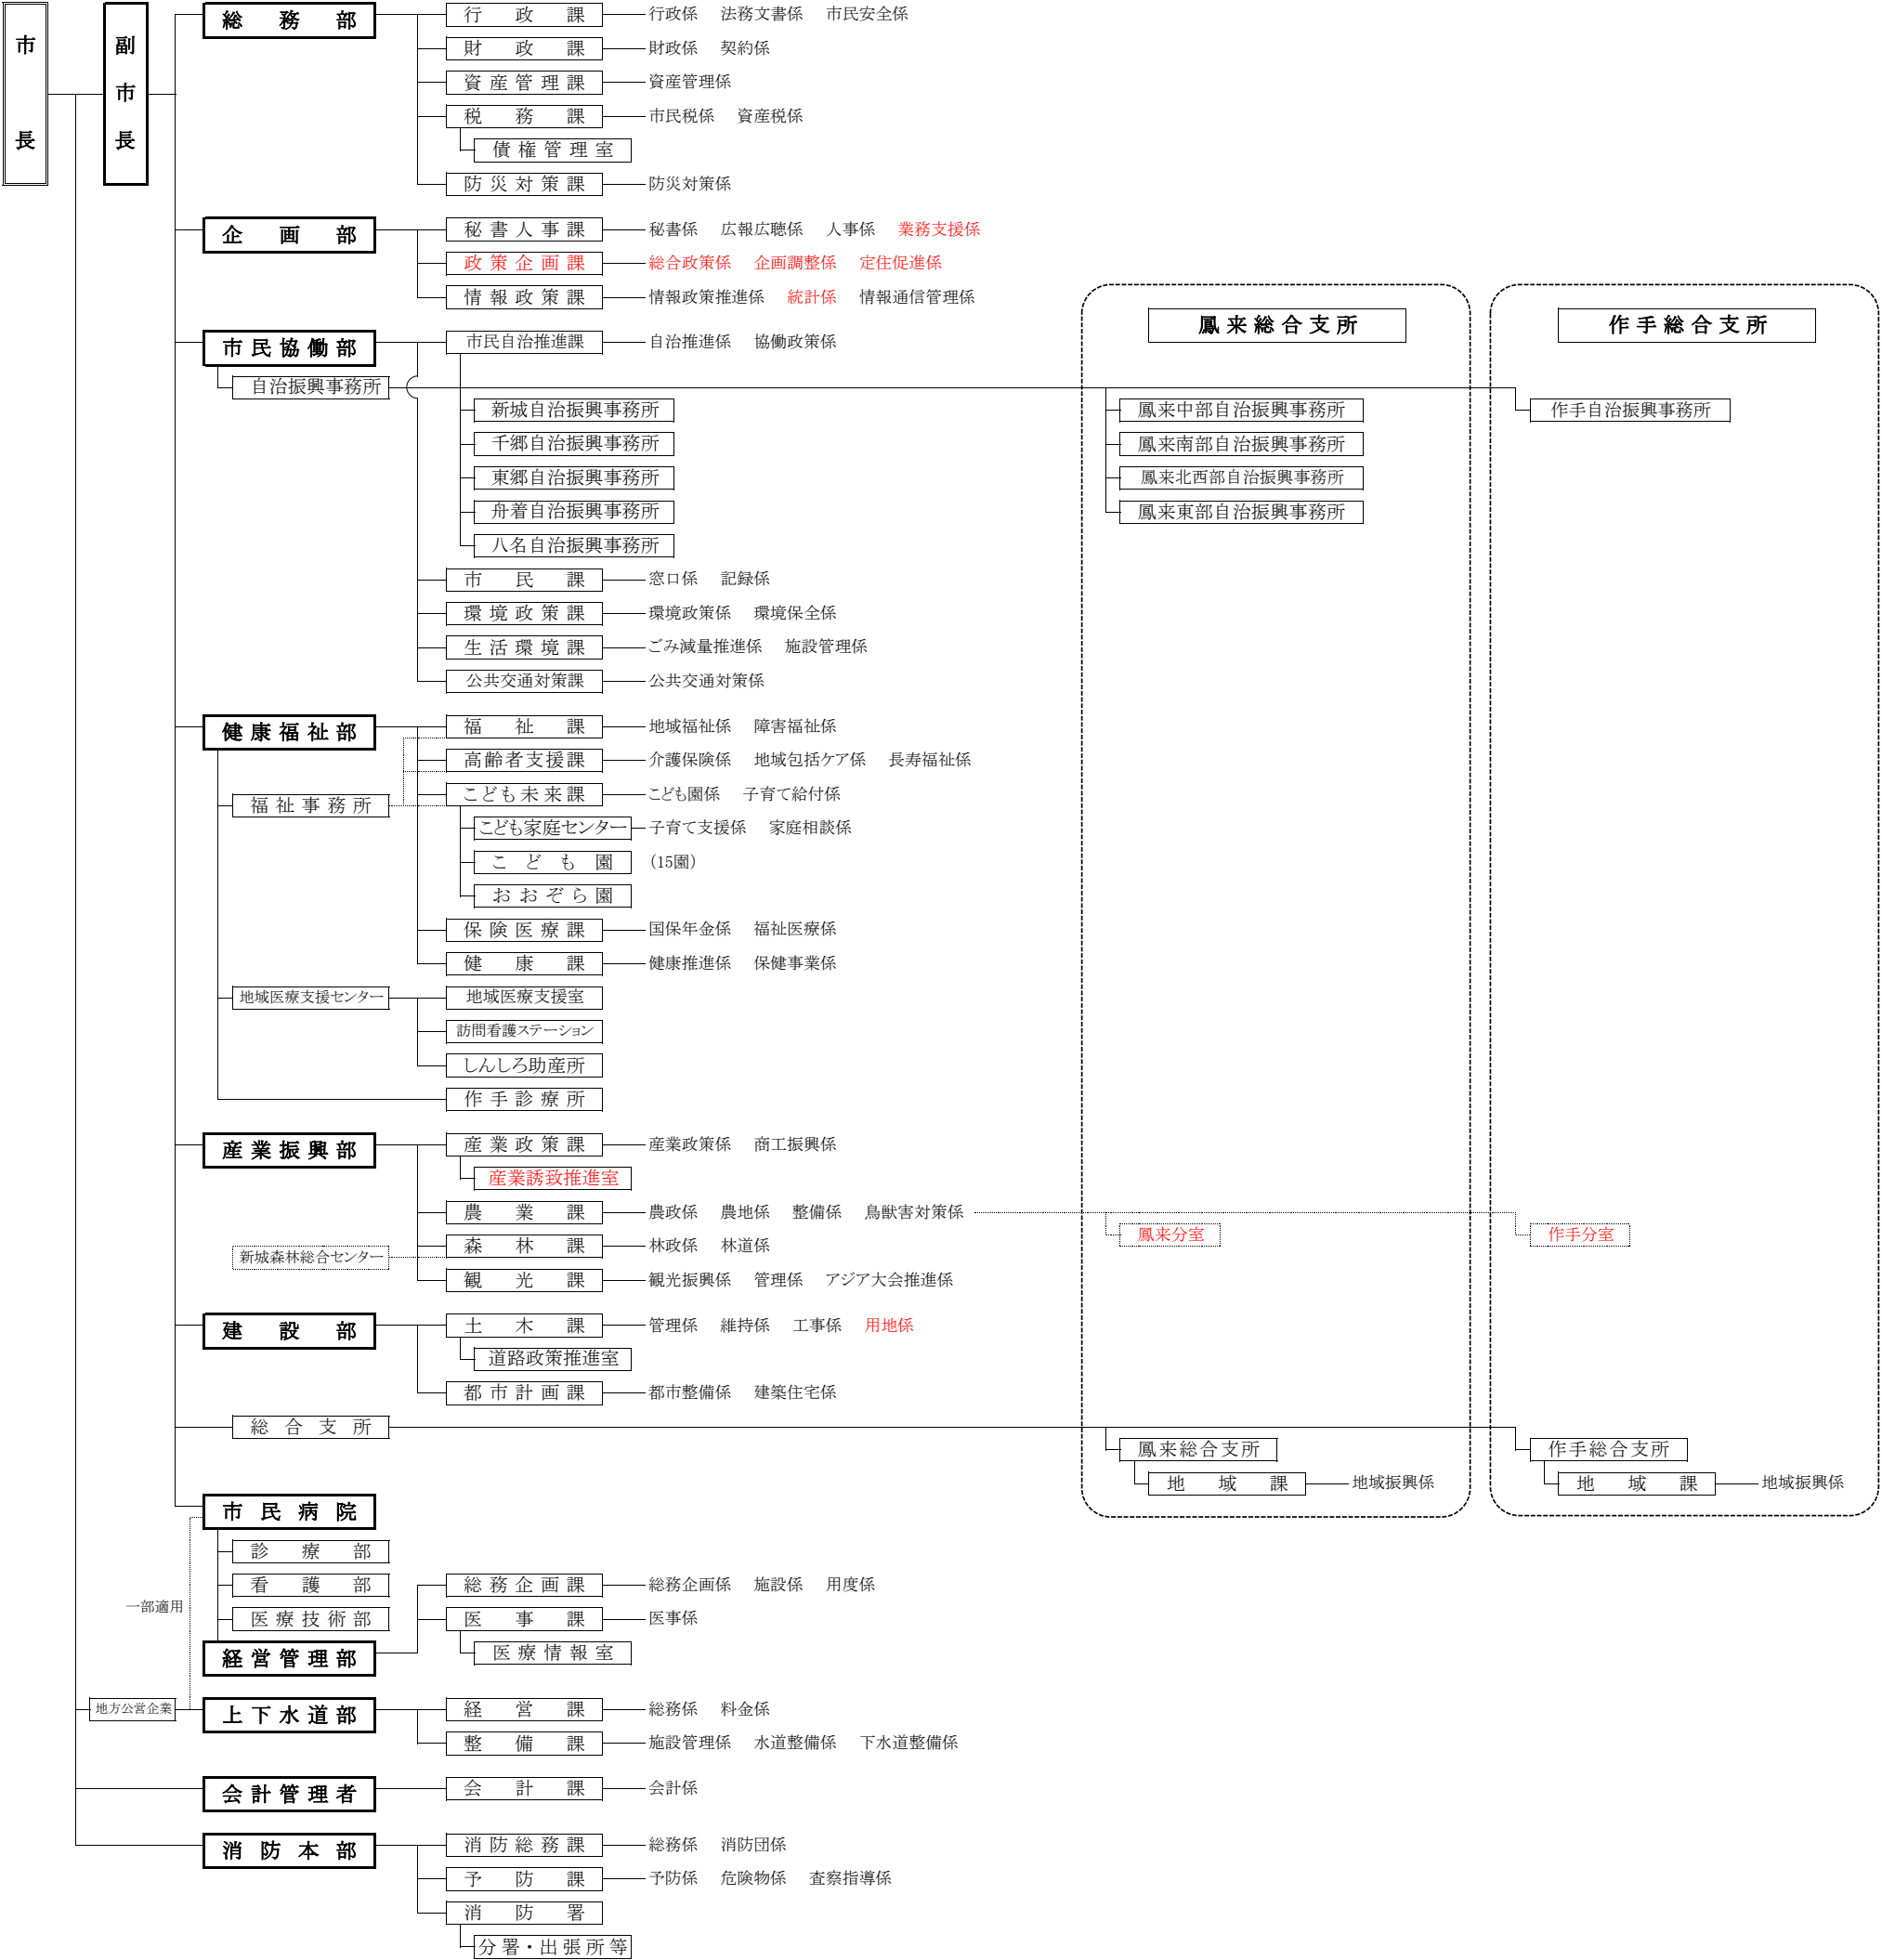 市長
副市長
総務部 行政課 行政係 法務文書係 市民安全係
財政課 財政係 契約係
資産管理課 資産管理係
税務課 市民税係 資産税係
債権管理室
防災対策課 防災対策係
企画部 秘書人事課 秘書係 広報広聴係 人事係 業務支援係
政策企画課 総合政策係 企画調整係 定住促進係
情報政策課 情報政策推進係 統計係 情報通信管理係
鳳来総合支所 作手総合支所
市民協働部 市民自治推進課 自治推進係 協働政策係
自治振興事務所
新城自治振興事務所 鳳来中部自治振興事務所 作手自治振興事務所
千郷自治振興事務所 鳳来南部自治振興事務所
東郷自治振興事務所 鳳来北西部自治振興事務所
舟着自治振興事務所 鳳来東部自治振興事務所
八名自治振興事務所
市民課 窓口係 記録係
環境政策課 環境政策係 環境保全係
生活環境課 ごみ減量推進係 施設管理係
公共交通対策課 公共交通対策係
健康福祉部 福祉課 地域福祉係 障害福祉係
高齢者支援課 介護保険係 地域包括ケア係 長寿福祉係
福祉事務所 こども未来課 こども園係 子育て給付係
こども家庭センター 子育て支援係 家庭相談係
こども園 (15園)
おおぞら園
保険医療課 国保年金係 福祉医療係
健康課 健康推進係 保健事業係
地域医療支援センター 地域医療支援室
訪問看護ステーション
しんしろ助産所
作手診療所
産業振興部 産業政策課 産業政策係 商工振興係
産業誘致推進室
農業課 農政係 農地係 整備係 鳥獣害対策係
鳳来分室 作手分室
新城森林総合センター 森林課 林政係 林道係
観光課 観光振興係 管理係 アジア大会推進係
建設部 土木課 管理係 維持係 工事係 用地係
道路政策推進室
都市計画課 都市整備係 建築住宅係
総合支所
鳳来総合支所 作手総合支所
地域課 地域振興係 地域課 地域振興係
市民病院
診療部
看護部 総務企画課 総務企画係 施設係 用度係
一部適用
医療技術部 医事課 医事係
経営管理部 医療情報室
地方公営企業 上下水道部 経営課 総務係 料金係
整備課 施設管理係 水道整備係 下水道整備係
会計管理者 会計課 会計係
消防本部 消防総務課 総務係 消防団係
予防課 予防係 危険物係 査察指導係
消防署
分署・出張所等